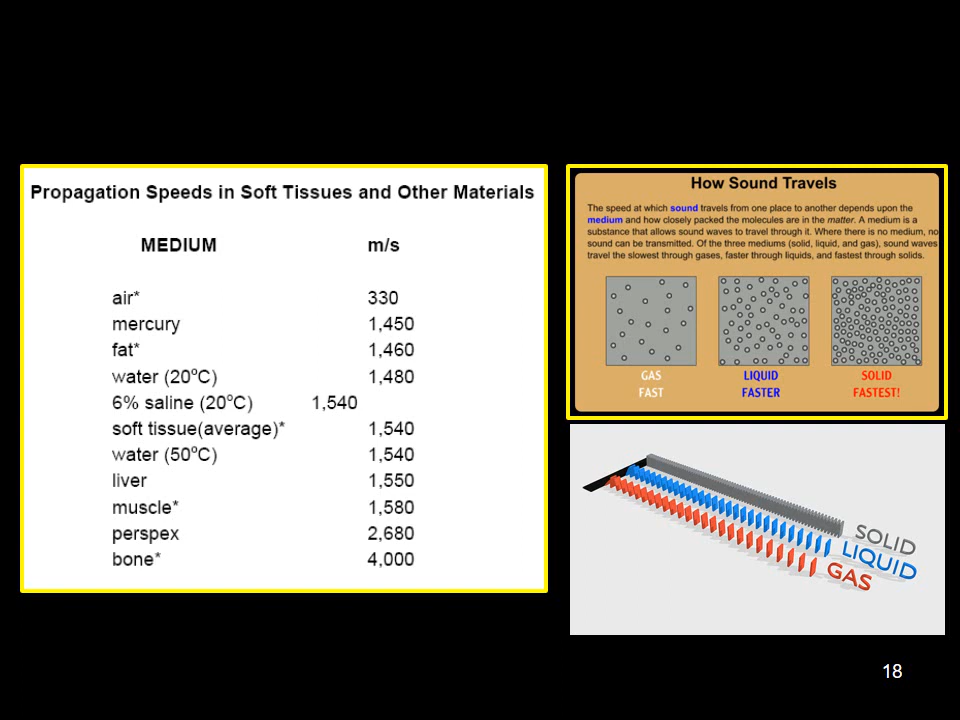 Propagation Speeds in Soft Tissues and Other Materials
MEDIUM m/s
air* 330
mercury 1,450
fat* 1,460
water (20°C) 1,480
6% saline (20°C) 1,540
soft tissue(average)* 1,540
water (50°C) 1,540
liver 1,550
muscle* 1,580
perspex 2,680
bone* 4,000
How Sound Travels
The speed at which sound travels from one place to another depends upon the
medium and how closely packed the molecules are in the matter. A medium is a
substance that allows sound waves to travel through it. Where there is no medium, no
sound can be transmitted. Of the three mediums (solid, liquid, and gas), sound waves
travel the slowest through gases, faster through liquids, and fastest through solids.
GAS LIQUID SOLID
FAST FASTER FASTEST!
SOLID
LIQUID
GAS
18